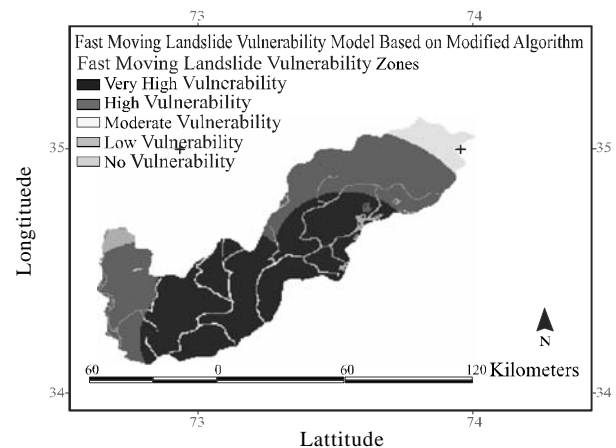 73 74
Fast Moving Landslide Vulnerability Model Based on Modified Algorithm
Fast Moving Landslide Vulnerability Zones
Very High Vulnerability
High Vulnerability
Moderate Vulnerability
Low Vulnerability
No Vulnerability
35 35
Longtituede
N
60 0 60 120 Kilometers
34 34
73 74
Lattitude